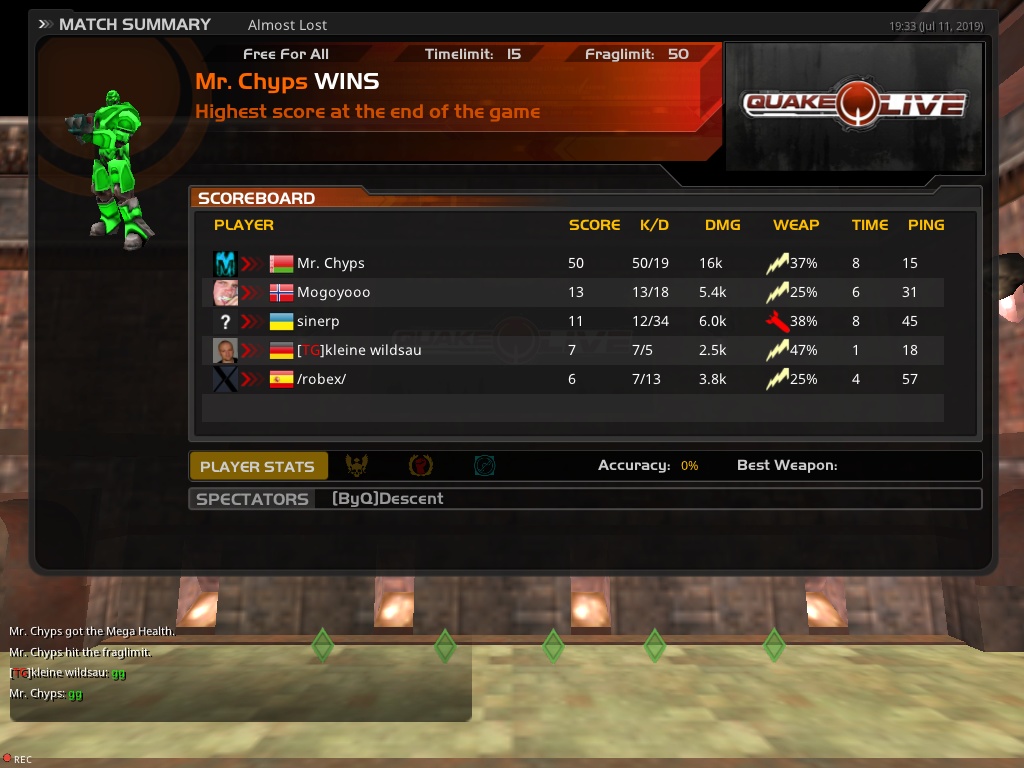 MATCH SUMMARY Almost Lost 19:33 (Jul 11, 2019)
Free For All Timelimit: 15 Fraglimit: 50
Mr. Chyps WINS
Highest score at the end of the game
QUAKE LIVE
SCOREBOARD
PLAYER SCORE K/D DMG WEAP TIME PING
Mr. Chyps 50 50/19 16k 37% 8 15
Mogoyooo 13 13/18 5.4k 25% 6 31
? sinerp 11 12/34 6.0k 38% 8 45
[TG]kleine wildsau 7 7/5 2.5k 47% 1 18
/robex/ 6 7/13 3.8k 25% 4 57
QUAKE LIVE
PLAYER STATS Accuracy: 0% Best Weapon:
SPECTATORS [ByQ]Descent
Mr. Chyps got the Mega Health.
Mr. Chyps hit the fraglimit.
[TG]kleine wildsau: gg
Mr. Chyps: gg
REC